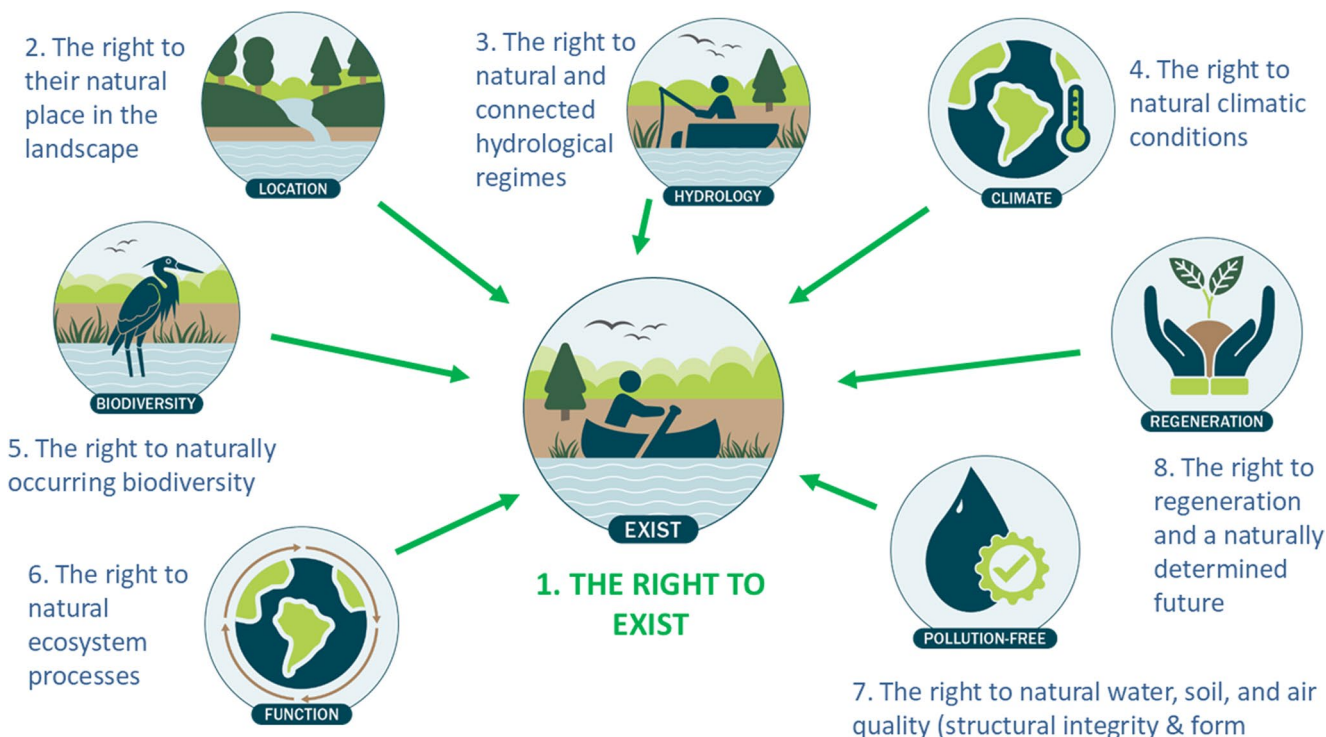 2. The right to
their natural
place in the
landscape
LOCATION
3. The right to
natural and
connected
hydrological
regimes
HYDROLOGY
4. The right to
natural climatic
conditions
CLIMATE
BIODIVERSITY
5. The right to naturally
occurring biodiversity
EXIST
1. THE RIGHT TO
EXIST
REGENERATION
8. The right to
regeneration
and a naturally
determined
future
6. The right to
natural
ecosystem
processes
FUNCTION
POLLUTION-FREE
7. The right to natural water, soil, and air
quality (structural integrity & form